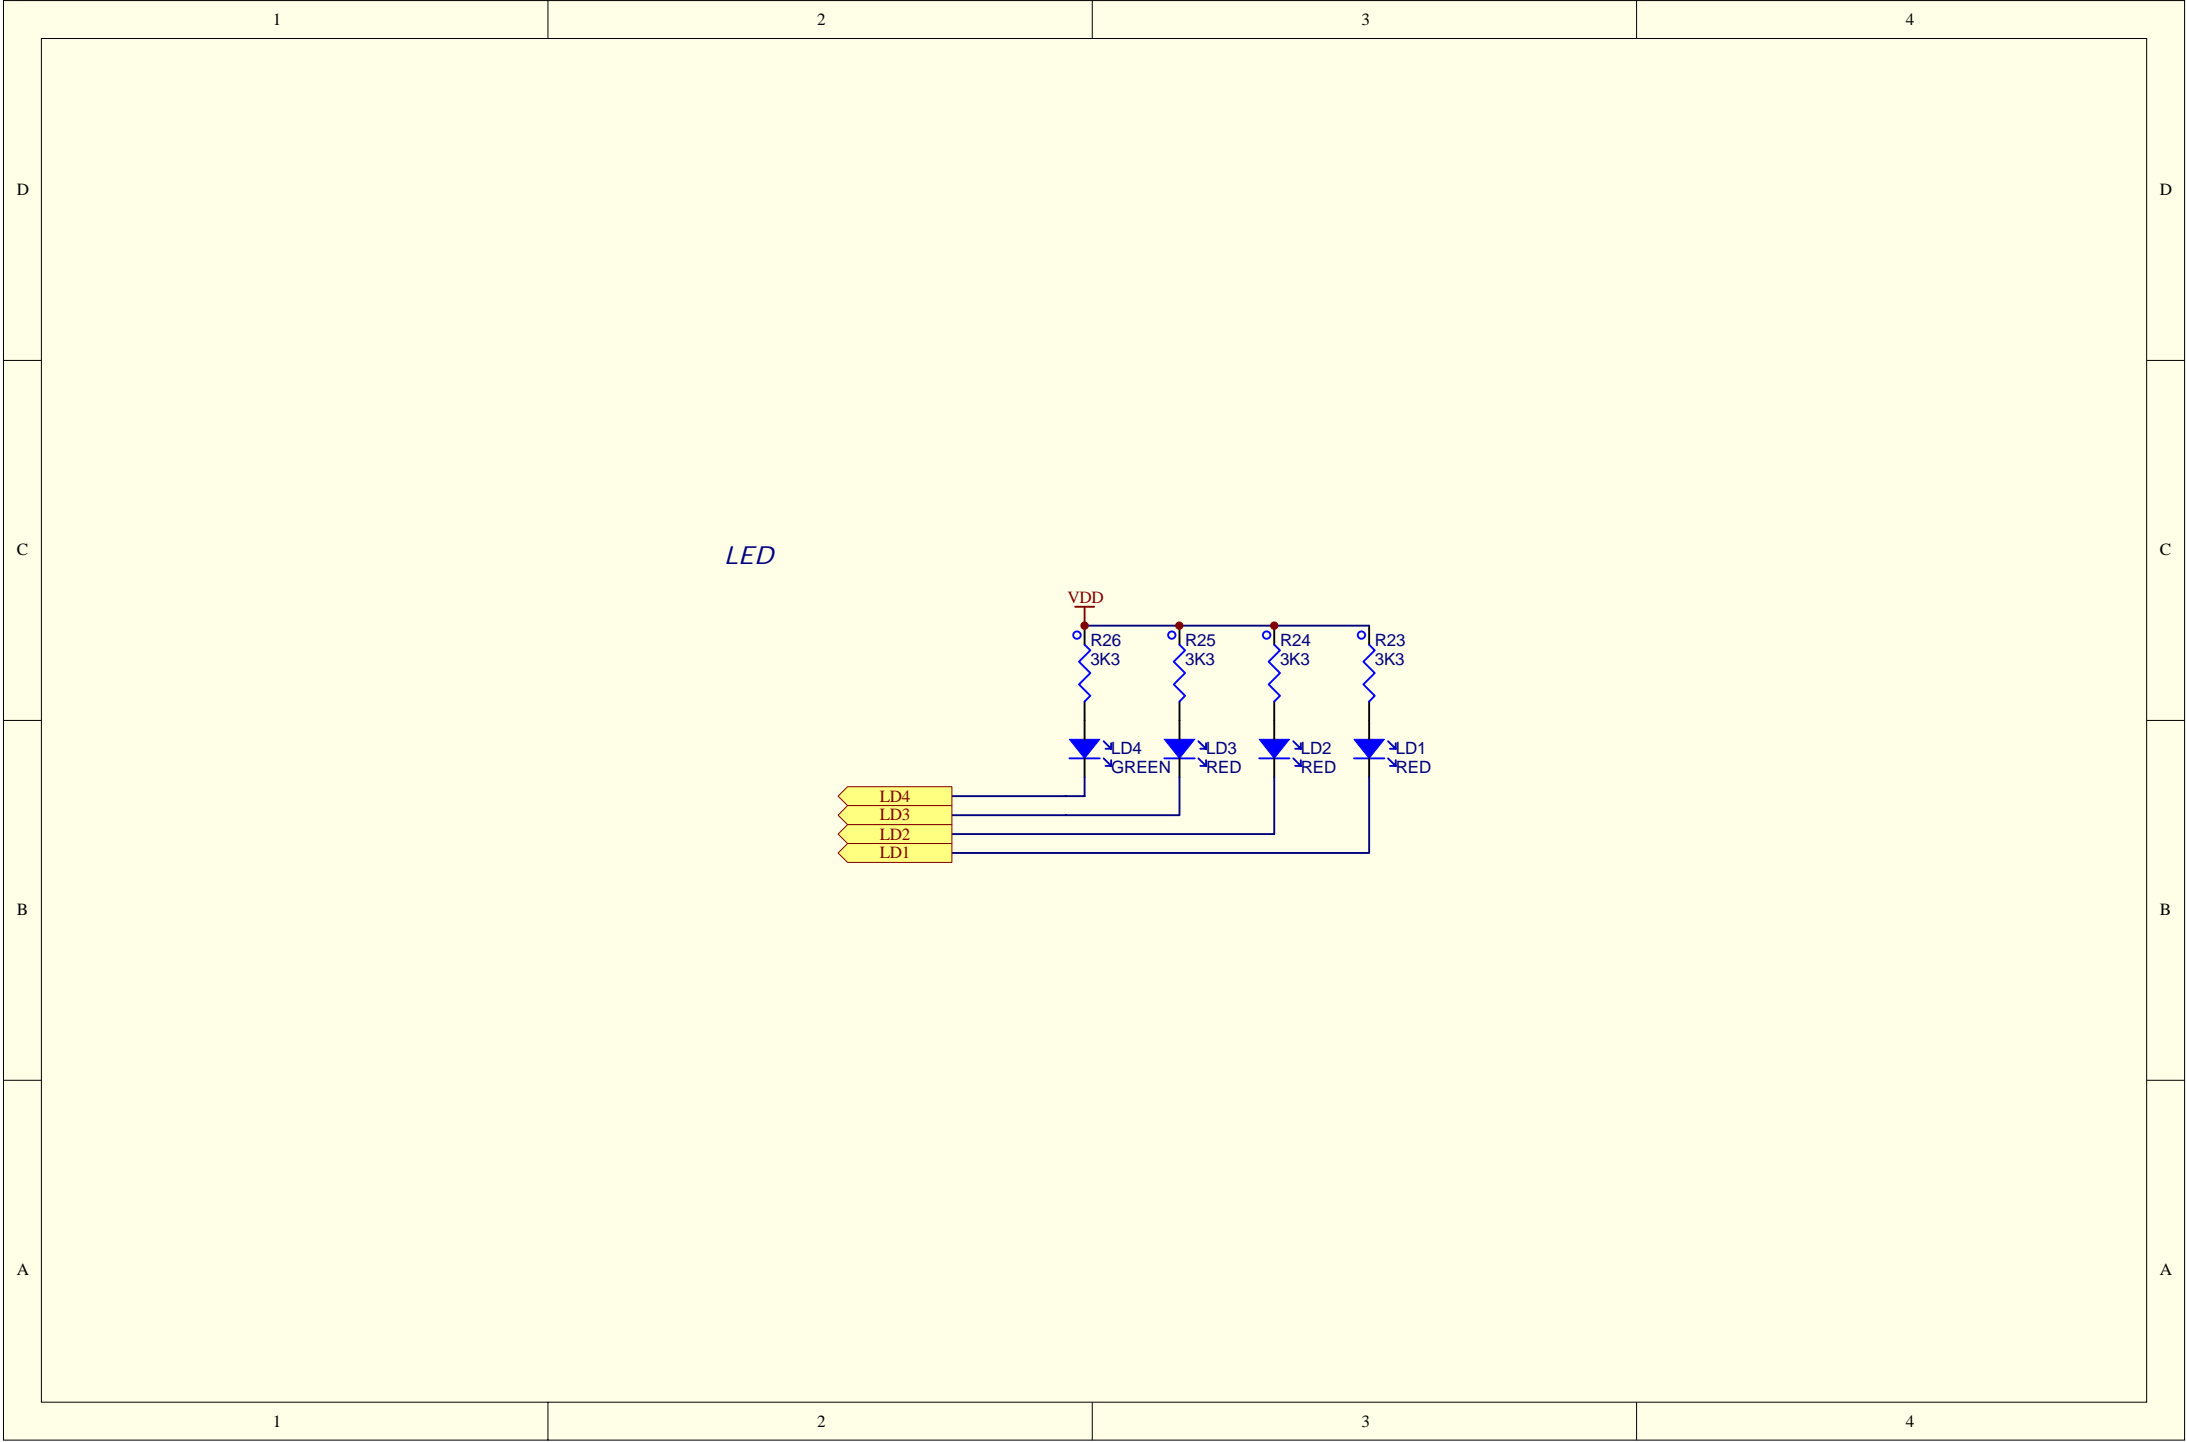 1 2 3 4
D D
C C
LED
VDD
R26 R25 R24 R23
3K3 3K3 3K3 3K3
LD4 LD3 LD2 LD1
GREEN RED RED RED
LD4
LD3
LD2
LD1
B B
A A
1 2 3 4